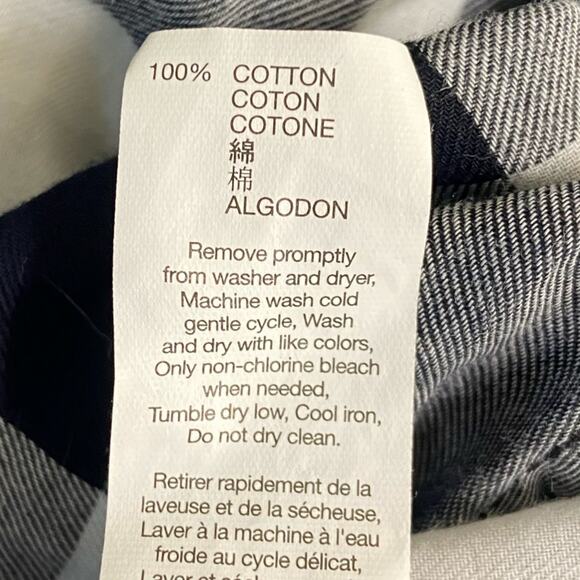 100% COTTON
COTON
COTONE
綿
棉
ALGODON
Remove promptly
from washer and dryer,
Machine wash cold
gentle cycle, Wash
and dry with like colors,
Only non-chlorine bleach
when needed,
Tumble dry low, Cool iron,
Do not dry clean.
Retirer rapidement de la
laveuse et de la sécheuse,
Laver à la machine à l'eau
froide au cycle délicat,
Laver et